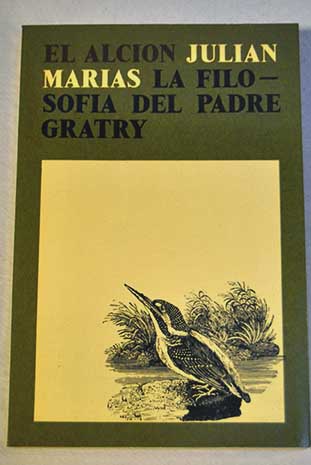 EL ALCION JULIAN
MARIAS LA FILO—
SOFIA DEL PADRE
GRATRY